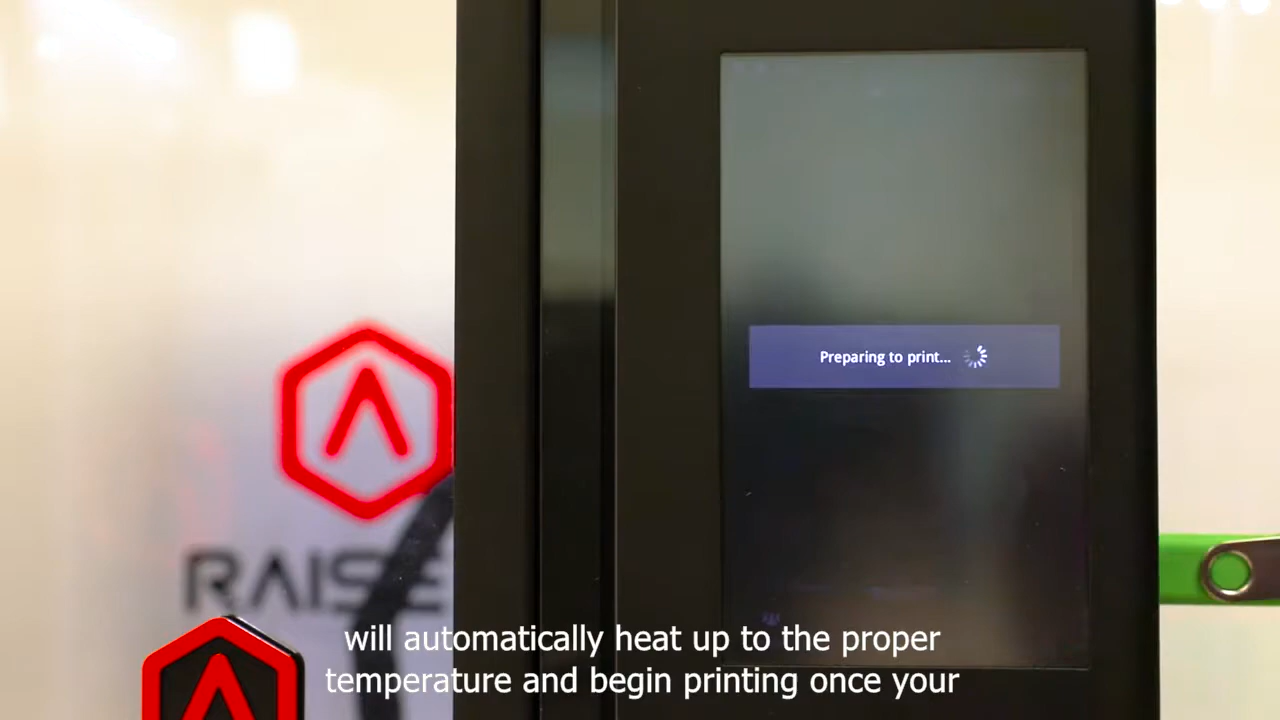 Preparing to print...
RAISE
will automatically heat up to the proper
temperature and begin printing once your